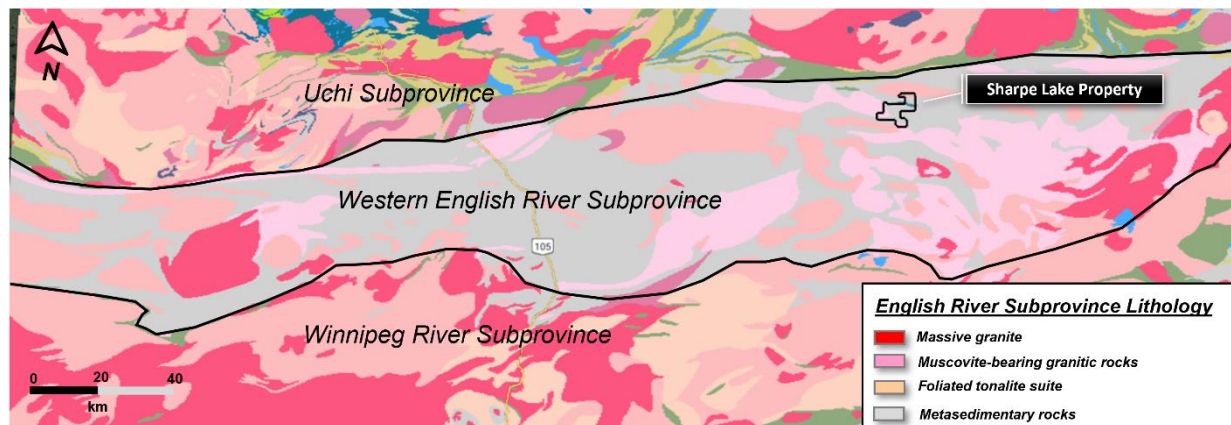 N
Uchi Subprovince
Sharpe Lake Property
Western English River Subprovince
105
Winnipeg River Subprovince
0 20 40
km
English River Subprovince Lithology
Massive granite
Muscovite-bearing granitic rocks
Foliated tonalite suite
Metasedimentary rocks